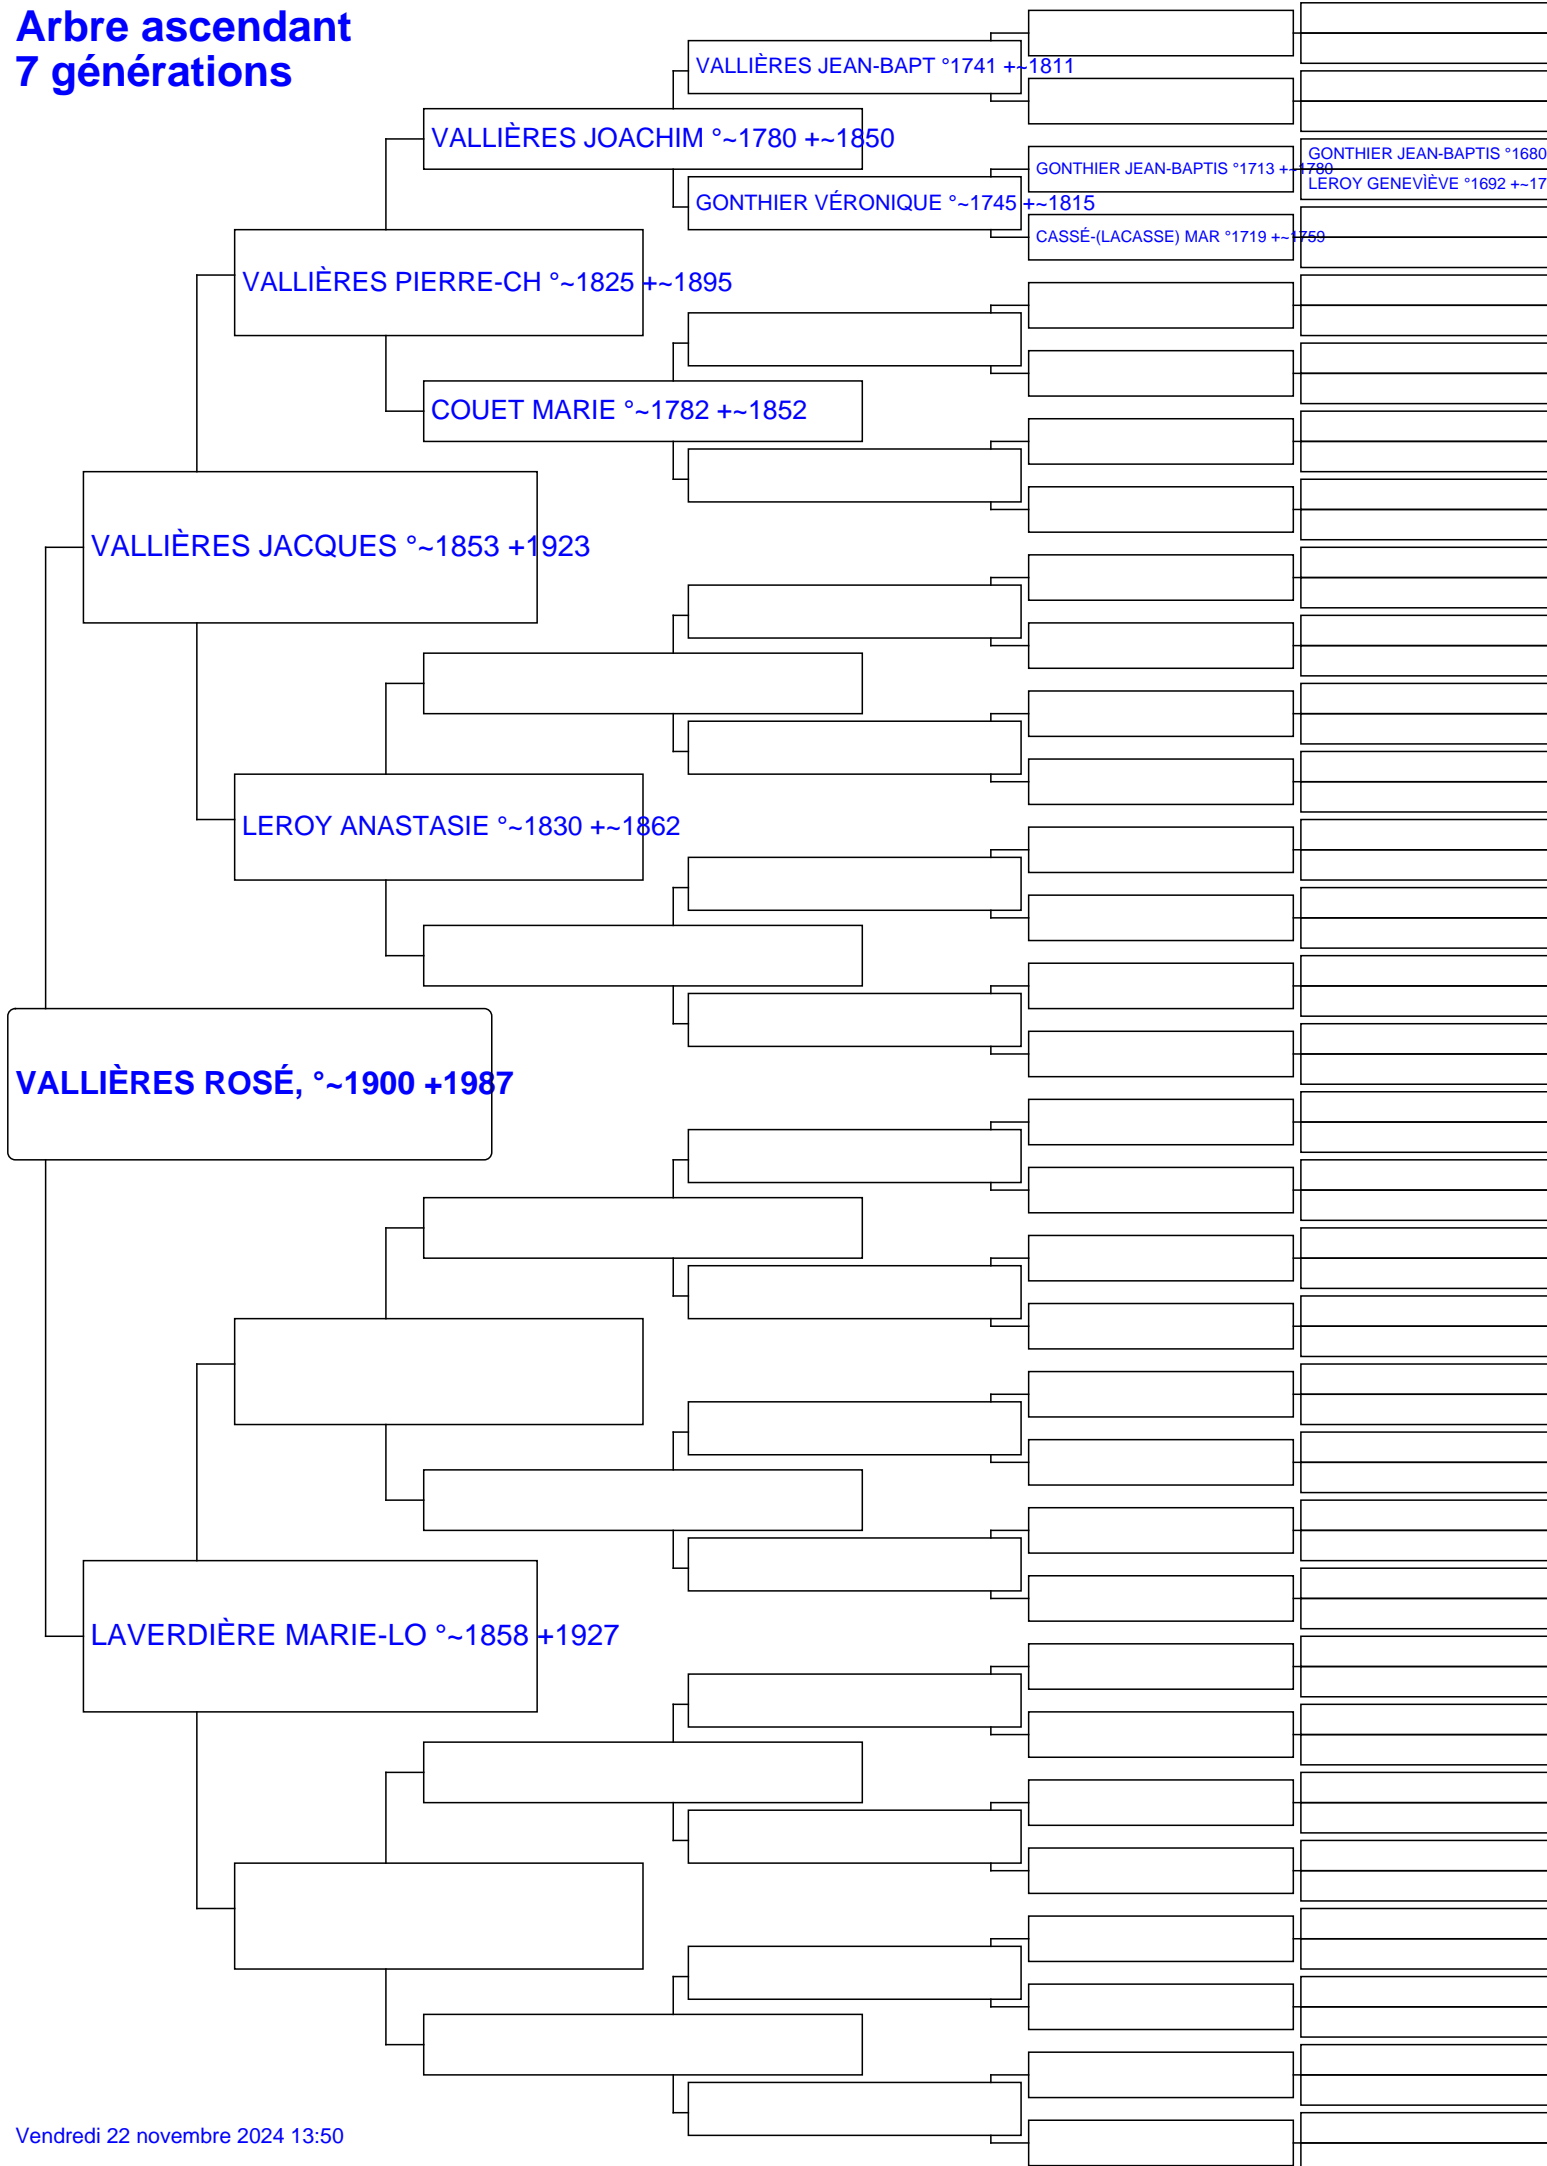 Arbre ascendant
7 générations
VALLIÈRES JEAN-BAPT °1741 +~1811
VALLIÈRES JOACHIM °~1780 +~1850
GONTHIER JEAN-BAPTIS °1680
GONTHIER JEAN-BAPTIS °1713 +~1780
LEROY GENEVIÈVE °1692 +~17
GONTHIER VÉRONIQUE °~1745 +~1815
CASSÉ-(LACASSE) MAR °1719 +~1759
VALLIÈRES PIERRE-CH °~1825 +~1895
COUET MARIE °~1782 +~1852
VALLIÈRES JACQUES °~1853 +1923
LEROY ANASTASIE °~1830 +~1862
VALLIÈRES ROSÉ, °~1900 +1987
LAVERDIÈRE MARIE-LO °~1858 +1927
Vendredi 22 novembre 2024 13:50